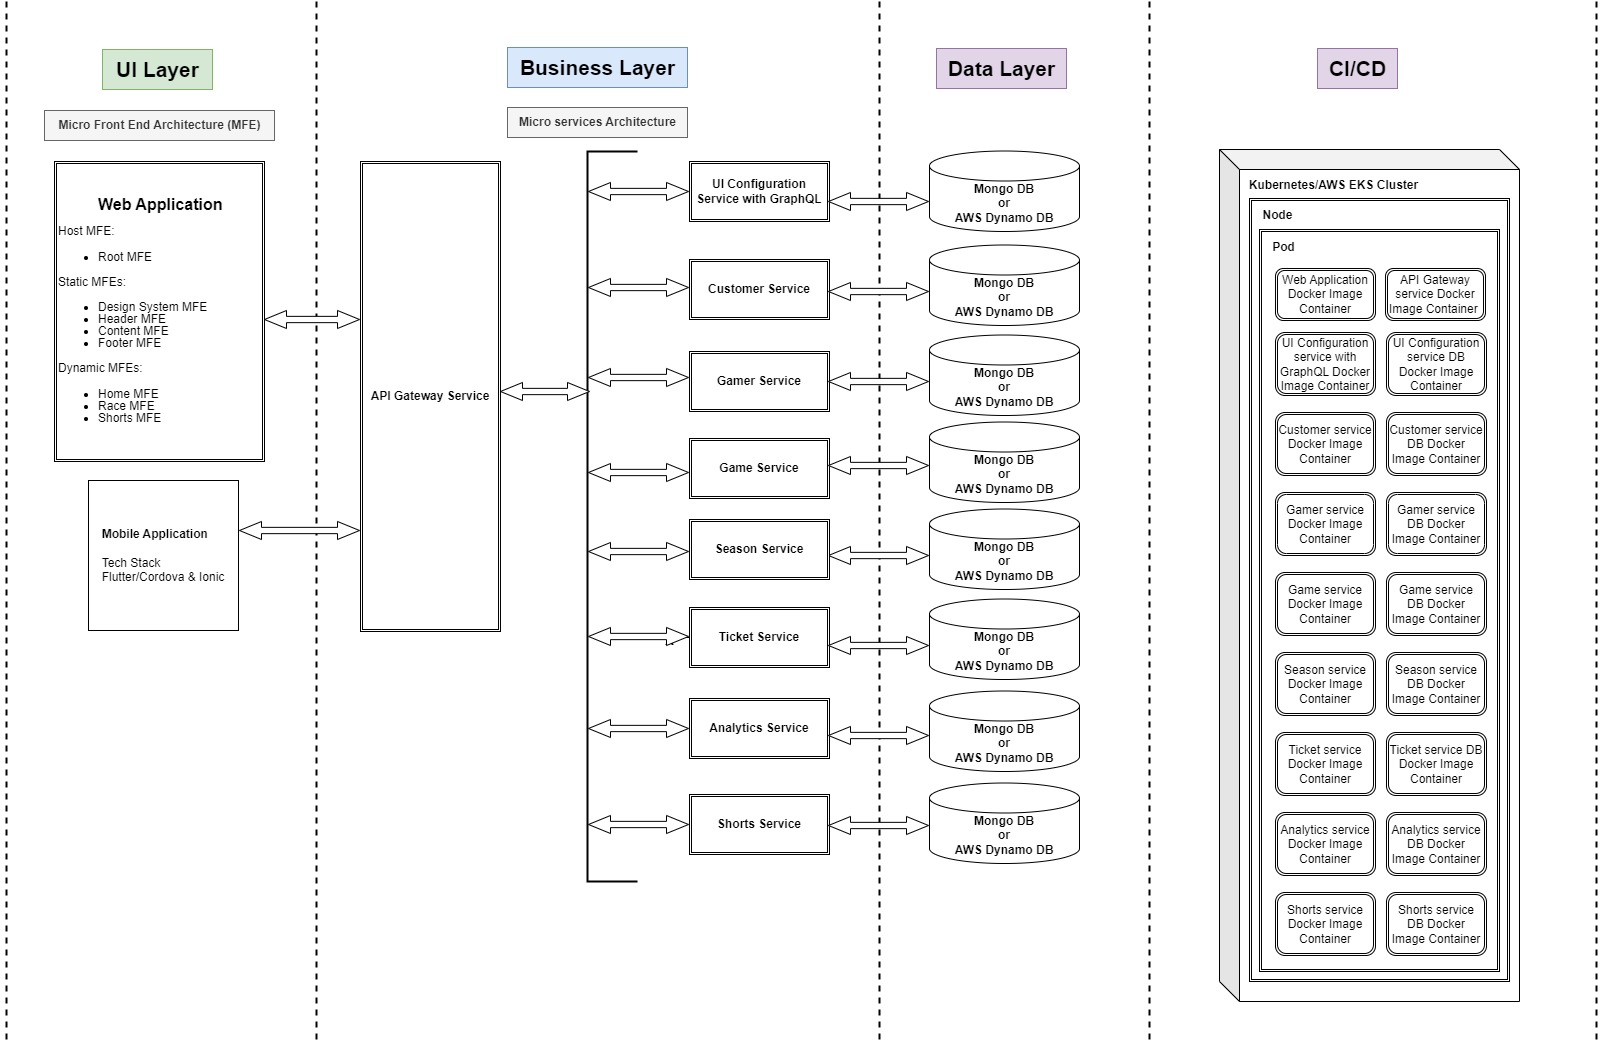 UI Layer
Micro Front End Architecture (MFE)
Web Application
Host MFE:
Root MFE
Static MFEs:
Design System MFE
Header MFE
Content MFE
Footer MFE
Dynamic MFEs:
Home MFE
Race MFE
Shorts MFE
Mobile Application
Tech Stack
Flutter/Cordova & Ionic
Business Layer
Micro services Architecture
API Gateway Service
UI Configuration
Service with GraphQL
Customer Service
Gamer Service
Game Service
Season Service
Ticket Service
Analytics Service
Shorts Service
Data Layer
Mongo DB
or
AWS Dynamo DB
Mongo DB
or
AWS Dynamo DB
Mongo DB
or
AWS Dynamo DB
Mongo DB
or
AWS Dynamo DB
Mongo DB
or
AWS Dynamo DB
Mongo DB
or
AWS Dynamo DB
Mongo DB
or
AWS Dynamo DB
Mongo DB
or
AWS Dynamo DB
CI/CD
Kubernetes/AWS EKS Cluster
Node
Pod
Web Application
Docker Image
Container
API Gateway
service Docker
Image Container
UI Configuration
service with
GraphQL Docker
Image Container
UI Configuration
service DB
Docker Image
Container
Customer service
Docker Image
Container
Customer service
DB Docker
Image Container
Gamer service
Docker Image
Container
Gamer service
DB Docker
Image Container
Game service
Docker Image
Container
Game service
DB Docker
Image Container
Season service
Docker Image
Container
Season service
DB Docker
Image Container
Ticket service
Docker Image
Container
Ticket service DB
Docker Image
Container
Analytics service
Docker Image
Container
Analytics service
DB Docker
Image Container
Shorts service
Docker Image
Container
Shorts service
DB Docker
Image Container